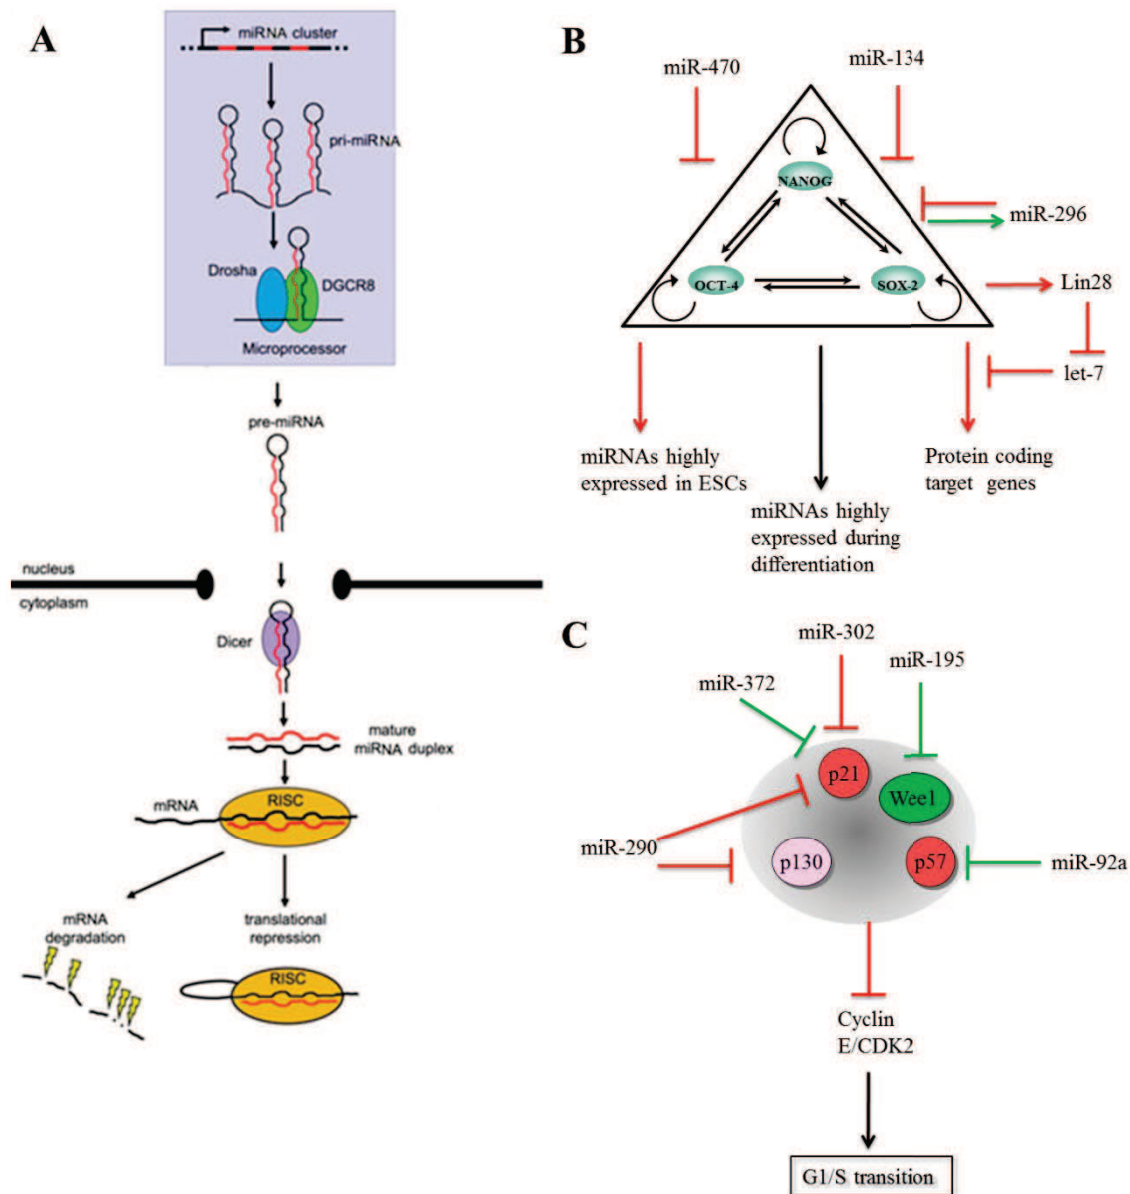 A
miRNA cluster
pri-miRNA
Drosha
DGCR8
Microprocessor
pre-miRNA
nucleus
cytoplasm
Dicer
mature
miRNA duplex
mRNA
RISC
mRNA
degradation
translational
repression
RISC
B
miR-470
miR-134
NANOG
miR-296
OCT-4
SOX-2
Lin28
let-7
miRNAs highly
expressed in ESCs
Protein coding
target genes
miRNAs highly
expressed during
differentiation
C
miR-302
miR-195
miR-372
p21
Wee1
miR-290
p130
p57
miR-92a
Cyclin
E/CDK2
G1/S transition